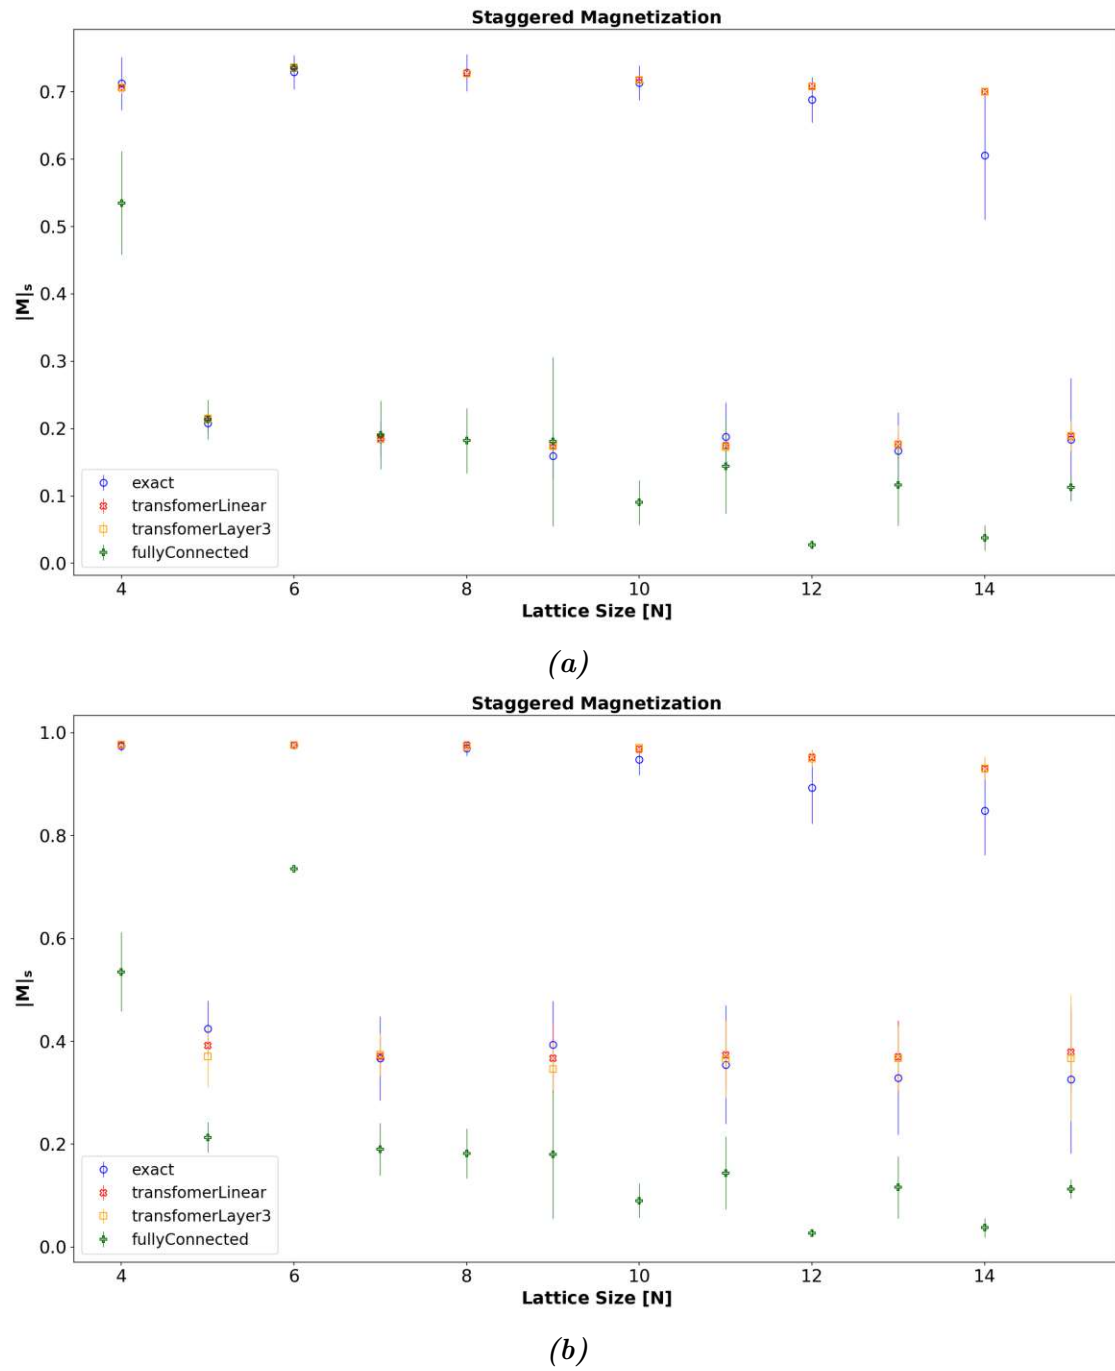 Staggered Magnetization
|M|s
0.7
0.6
0.5
0.4
0.3
0.2
0.1
0.0
exact
transfomerLinear
transfomerLayer3
fullyConnected
4 6 8 10 12 14
Lattice Size [N]
(a)
Staggered Magnetization
|M|s
1.0
0.8
0.6
0.4
0.2
0.0
exact
transfomerLinear
transfomerLayer3
fullyConnected
4 6 8 10 12 14
Lattice Size [N]
(b)